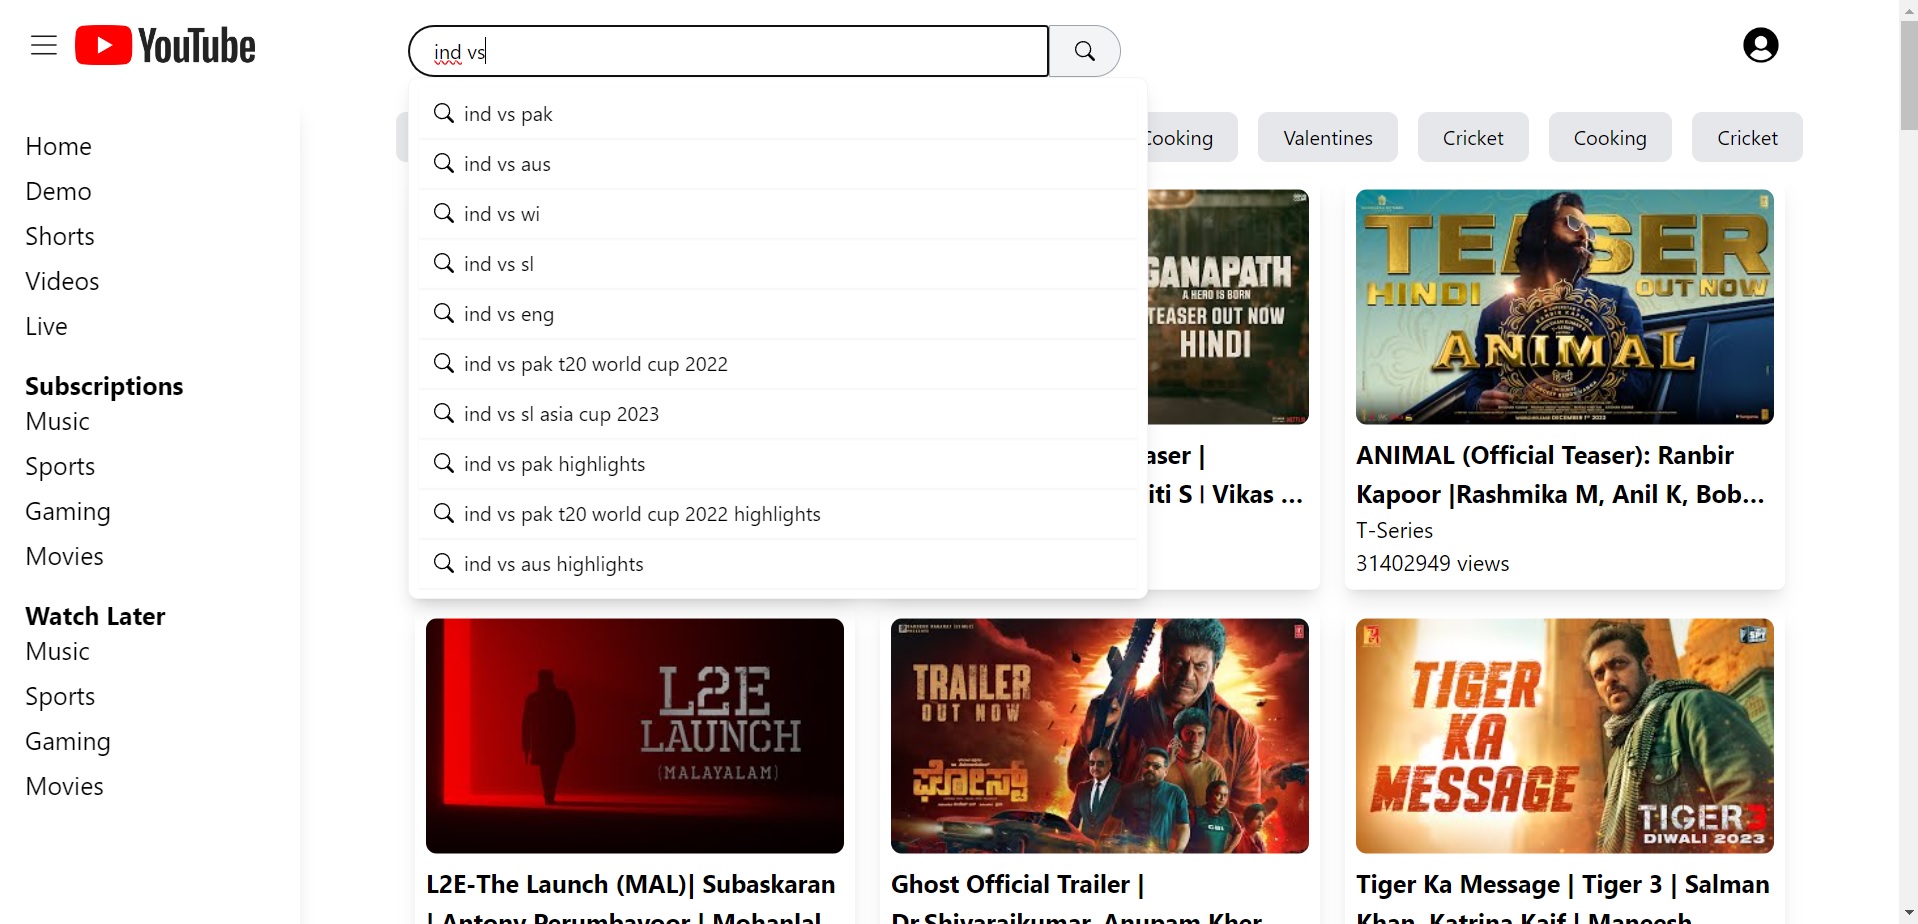 YouTube
ind vs
ind vs pak
ind vs aus
ind vs wi
ind vs sl
ind vs eng
ind vs pak t20 world cup 2022
ind vs sl asia cup 2023
ind vs pak highlights
ind vs pak t20 world cup 2022 highlights
ind vs aus highlights
Cooking
Valentines
Cricket
Cooking
Cricket
Home
Demo
Shorts
Videos
Live
Subscriptions
Music
Sports
Gaming
Movies
Watch Later
Music
Sports
Gaming
Movies
GANAPATH
A HERO IS BORN
TEASER OUT NOW
HINDI
iti S | Vikas ...
TEASER
HINDI
OUT NOW
ANIMAL
हिन्दी
ANIMAL (Official Teaser): Ranbir
Kapoor |Rashmika M, Anil K, Bob...
T-Series
31402949 views
L2E
LAUNCH
(MALAYALAM)
L2E-The Launch (MAL)| Subaskaran
| Antony Perumbavoor | Mohanlal
TRAILER
OUT NOW
ಘೋಸ್ಟ್
Ghost Official Trailer |
Dr.Shivarajkumar, Anupam Kher
TIGER
KA
MESSAGE
TIGER 3
DIWALI 2023
Tiger Ka Message | Tiger 3 | Salman
Khan, Katrina Kaif | Maneesh